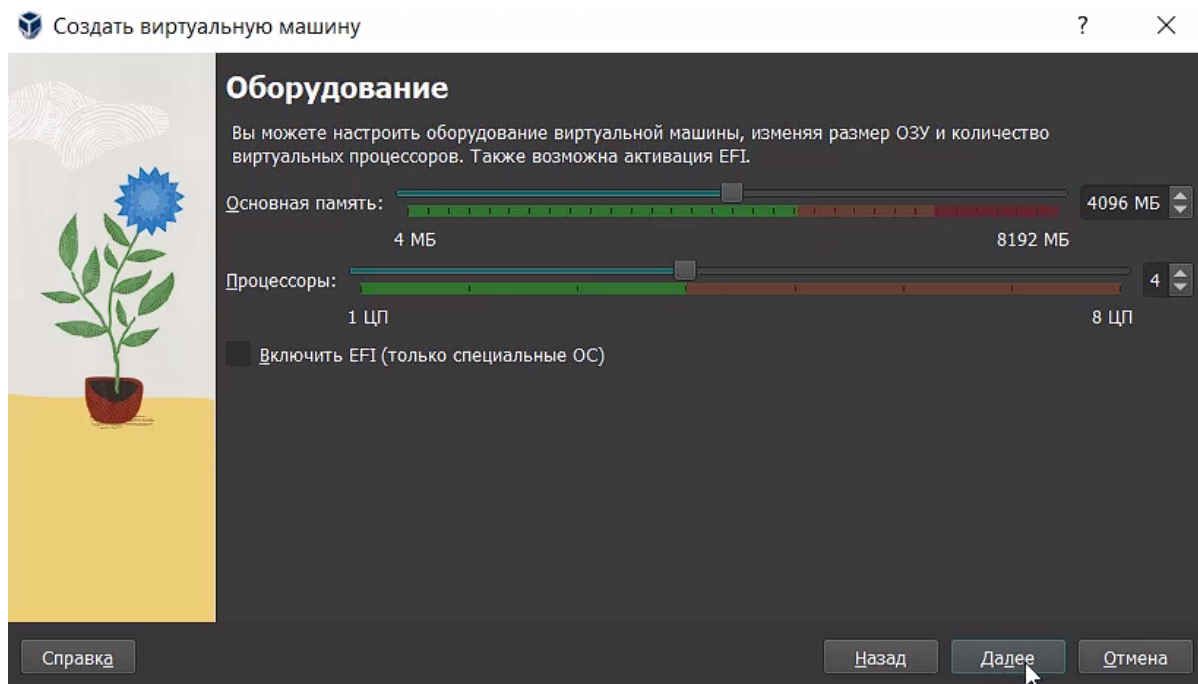 Создать виртуальную машину
?
Оборудование
Вы можете настроить оборудование виртуальной машины, изменяя размер ОЗУ и количество
виртуальных процессоров. Также возможна активация EFI.
Основная память:
4096 МБ
4 МБ
8192 МБ
Процессоры:
4
1 ЦП
8 ЦП
Включить EFI (только специальные ОС)
Справка
Назад
Далее
Отмена